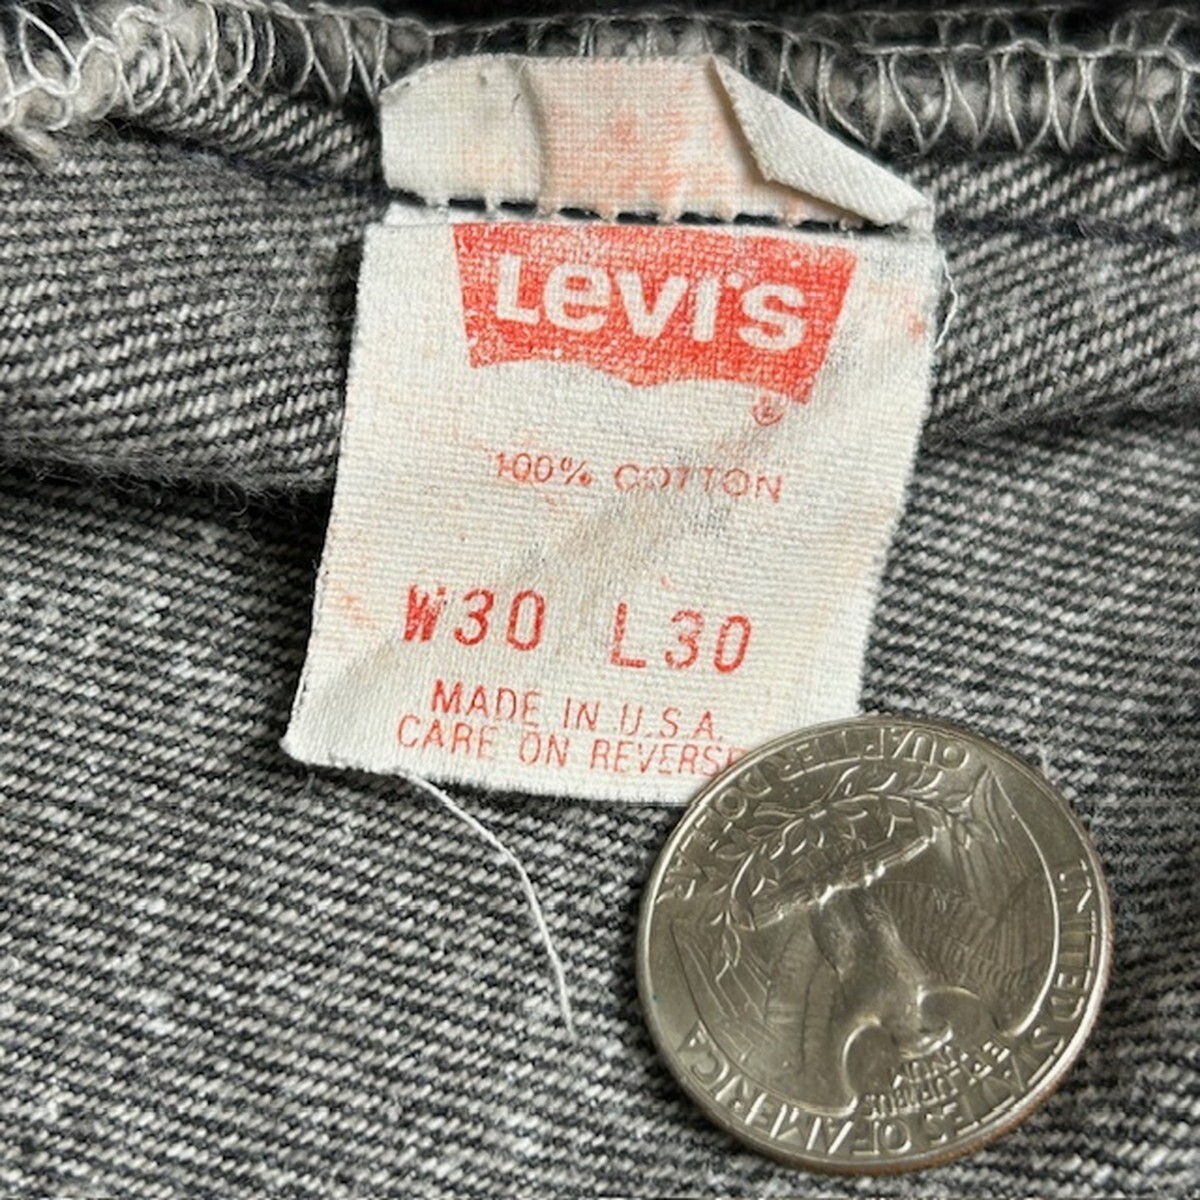 Levi's
®
100% COTTON
W30 L30
MADE IN U.S.A.
CARE ON REVERSE
UNITED STATES OF AMERICA
E PLURIBUS
UNUM
QUARTER DOLLAR